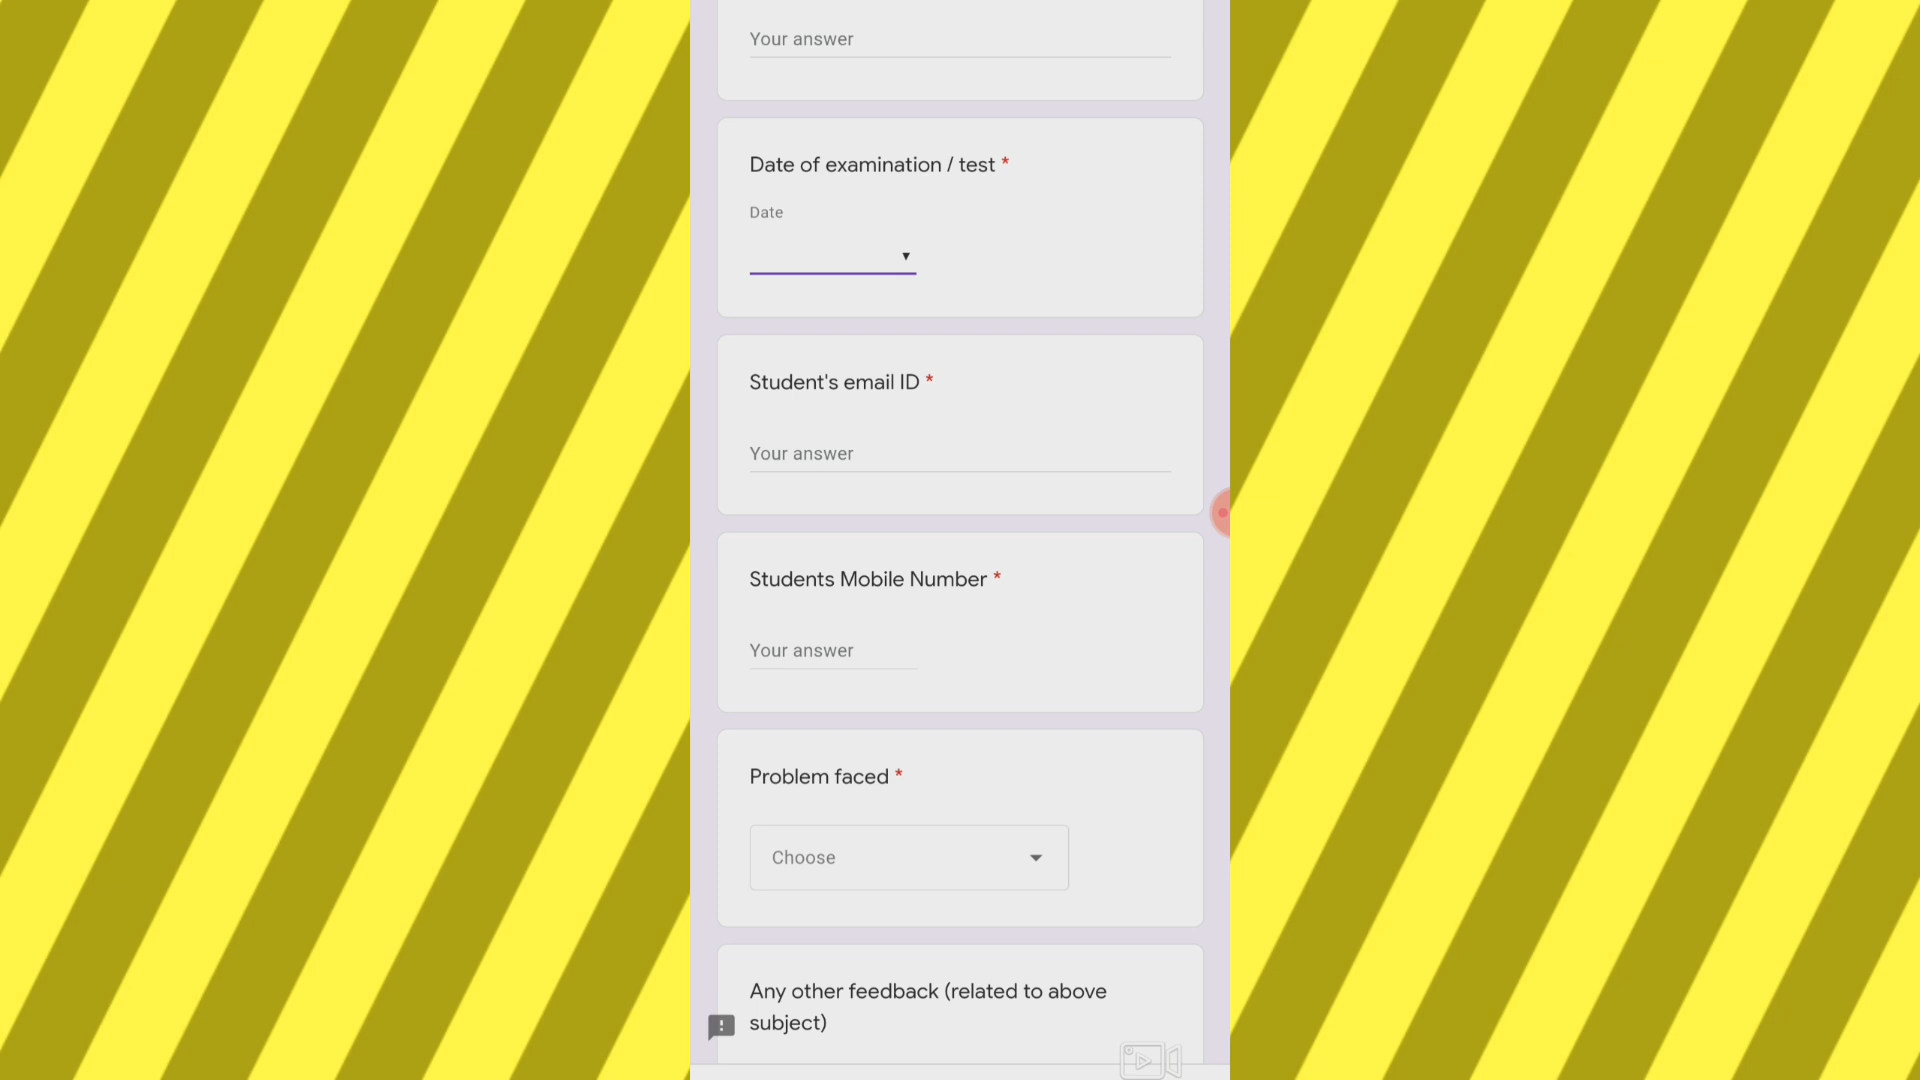 Your answer
Date of examination / test *
Date
Student's email ID *
Your answer
Students Mobile Number *
Your answer
Problem faced *
Choose
Any other feedback (related to above
subject)